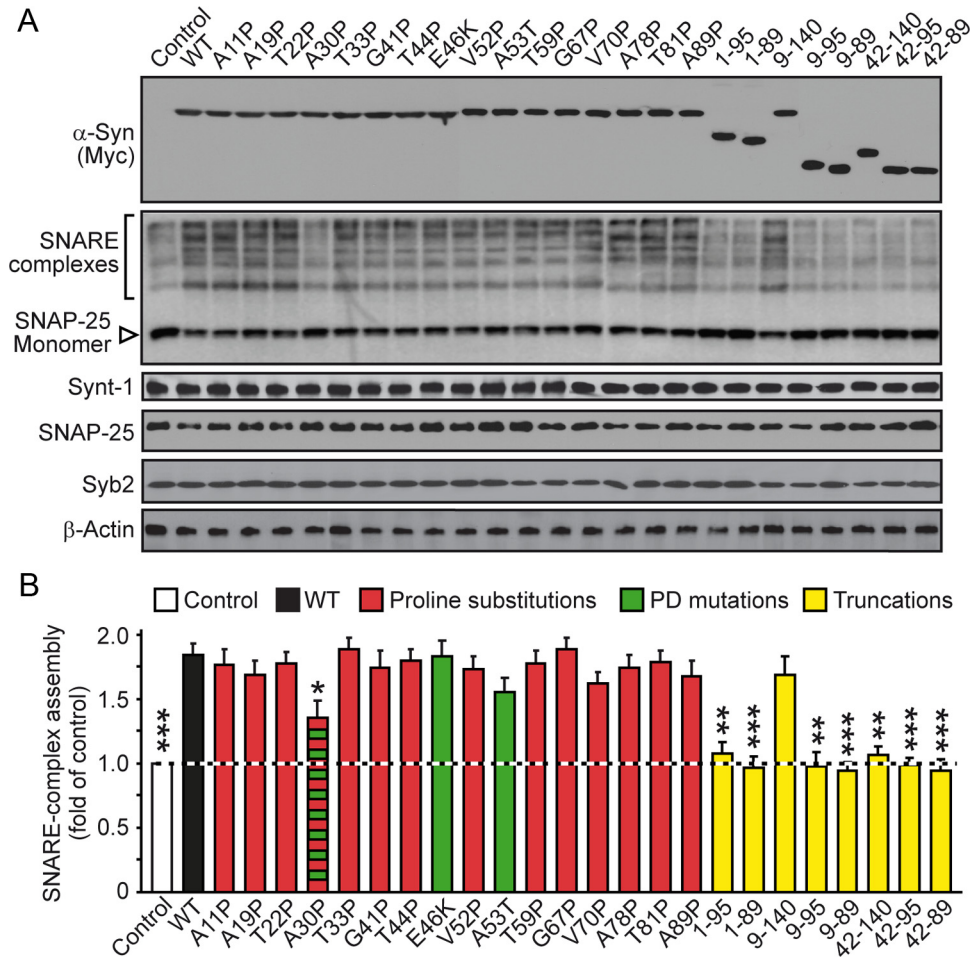 A
Control WT A11P A19P T22P A30P T33P G41P T44P E46K V52P A53T T59P G67P V70P A78P T81P A89P 1-95 1-89 9-140 9-95 9-89 42-140 42-95 42-89
α-Syn
(Myc)
SNARE
complexes
SNAP-25
Monomer
Synt-1
SNAP-25
Syb2
β-Actin
B
Control WT Proline substitutions PD mutations Truncations
SNARE-complex assembly
(fold of control)
2.0
1.5
1.0
0.5
0
*** * ** *** ** *** ** *** ***
Control WT A11P A19P T22P A30P T33P G41P T44P E46K V52P A53T T59P G67P V70P A78P T81P A89P 1-95 1-89 9-140 9-95 9-89 42-140 42-95 42-89